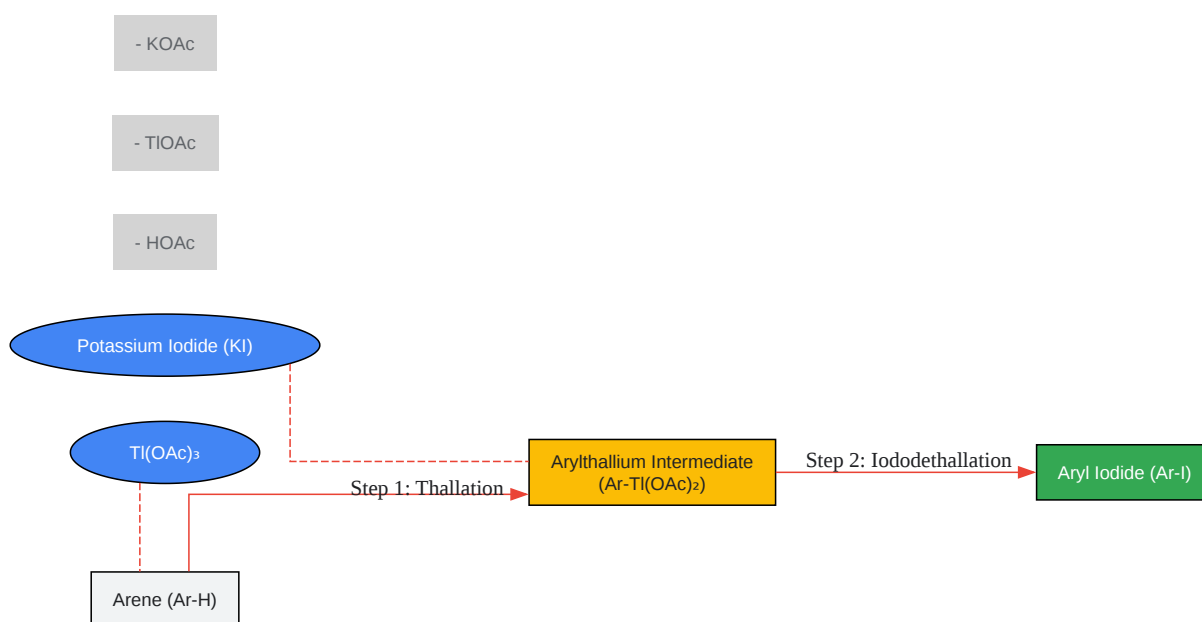 - KOAc
- TlOAc
- HOAc
Potassium Iodide (KI)
Tl(OAc)₃
Step 1: Thallation
Arylthallium Intermediate
(Ar-Tl(OAc)₂)
Step 2: Iododethallation
Aryl Iodide (Ar-I)
Arene (Ar-H)